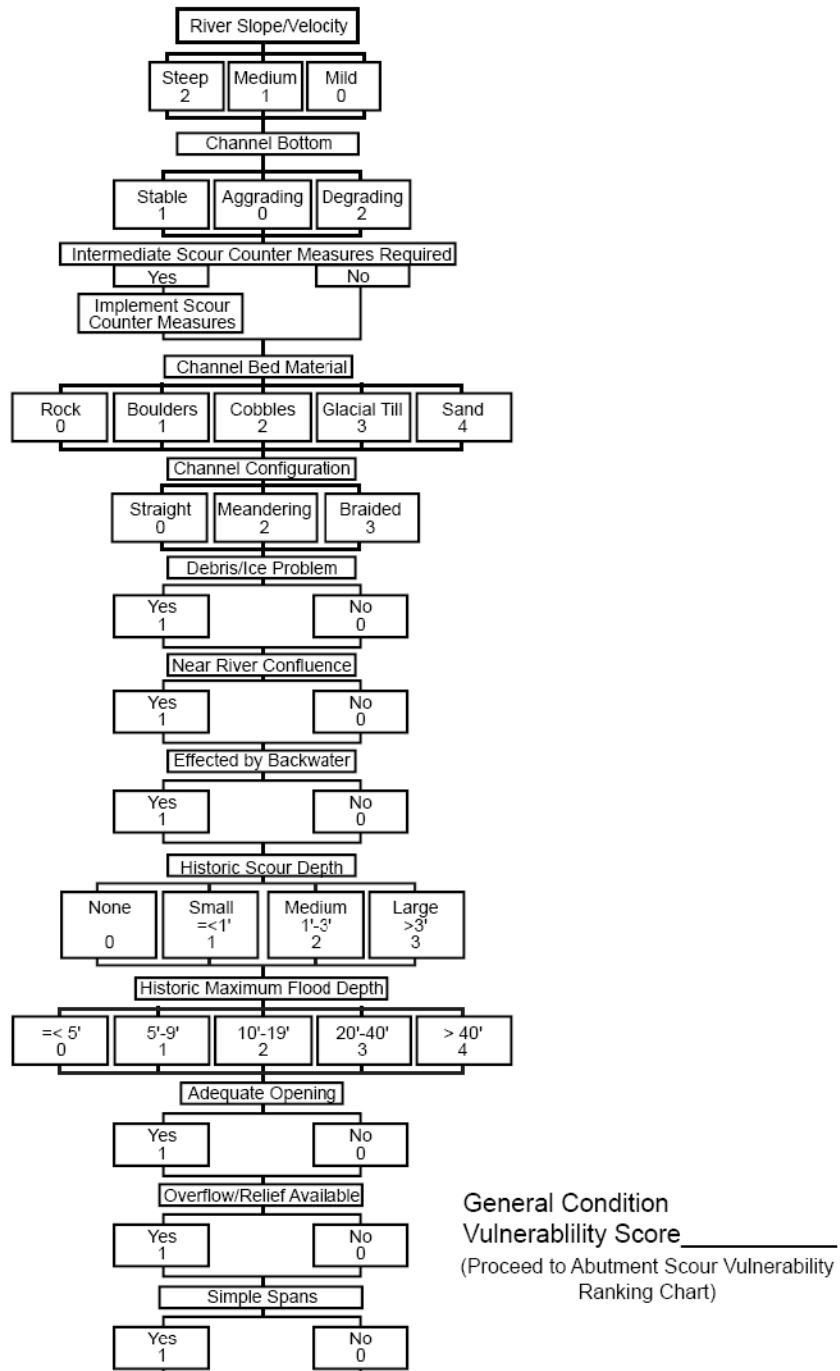 River Slope/Velocity
Steep Medium Mild
2 1 0
Channel Bottom
Stable Aggrading Degrading
1 0 2
Intermediate Scour Counter Measures Required
Yes No
Implement Scour
Counter Measures
Channel Bed Material
Rock Boulders Cobbles Glacial Till Sand
0 1 2 3 4
Channel Configuration
Straight Meandering Braided
0 2 3
Debris/Ice Problem
Yes No
1 0
Near River Confluence
Yes No
1 0
Effected by Backwater
Yes No
1 0
Historic Scour Depth
None Small Medium Large
=<1' 1'-3' >3'
0 1 2 3
Historic Maximum Flood Depth
=< 5' 5'-9' 10'-19' 20'-40' > 40'
0 1 2 3 4
Adequate Opening
Yes No
1 0
Overflow/Relief Available
Yes No
1 0
Simple Spans
Yes No
1 0
General Condition
Vulnerablility Score__________
(Proceed to Abutment Scour Vulnerability
Ranking Chart)